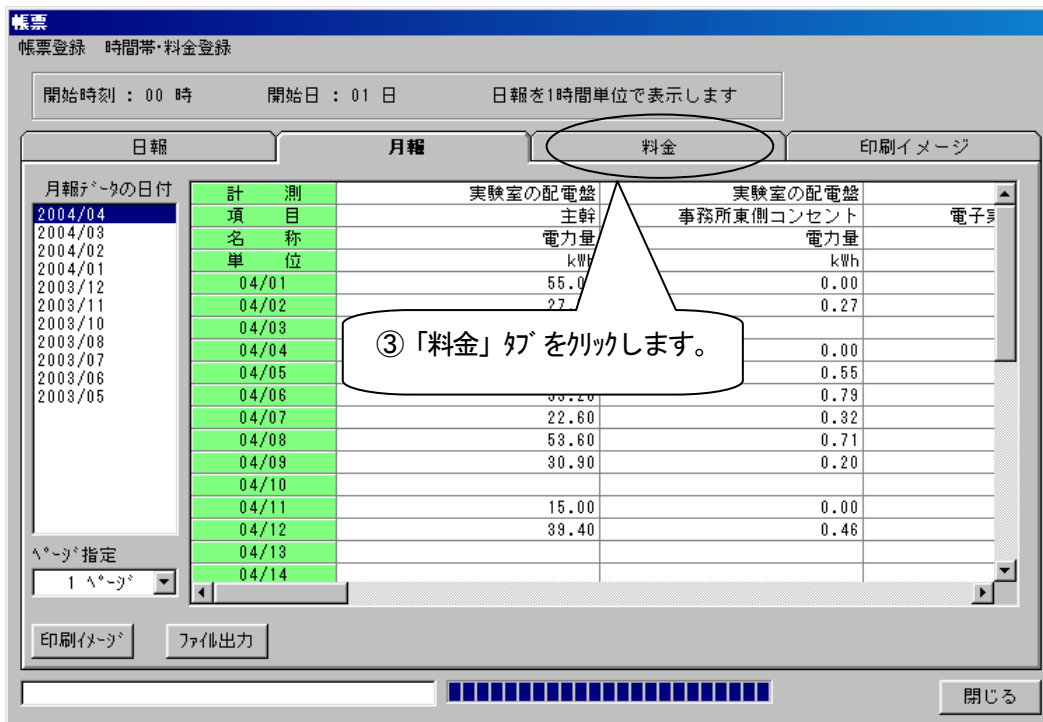 帳票
帳票登録 時間帯・料金登録
開始時刻 : 00 時 開始日 : 01 日 日報を1時間単位で表示します
日報 月報 料金 印刷イメージ
月報ﾃﾞｰﾀの日付
2004/04
2004/03
2004/02
2004/01
2003/12
2003/11
2003/10
2003/08
2003/07
2003/06
2003/05
ﾍﾟｰｼﾞ指定
1 ﾍﾟｰｼﾞ
計 測 実験室の配電盤 実験室の配電盤
項 目 主幹 事務所東側コンセント 電子
名 称 電力量 電力量
単 位 kWh kWh
04/01 55.0 0.00
04/02 27. 0.27
04/03
04/04 0.00
04/05 0.55
04/06 0.79
04/07 22.60 0.32
04/08 53.60 0.71
04/09 30.90 0.20
04/10
04/11 15.00 0.00
04/12 39.40 0.46
04/13
04/14
③「料金」ﾀﾌﾞをｸﾘｯｸします。
印刷ｲﾒｰｼﾞ ﾌｧｲﾙ出力
閉じる